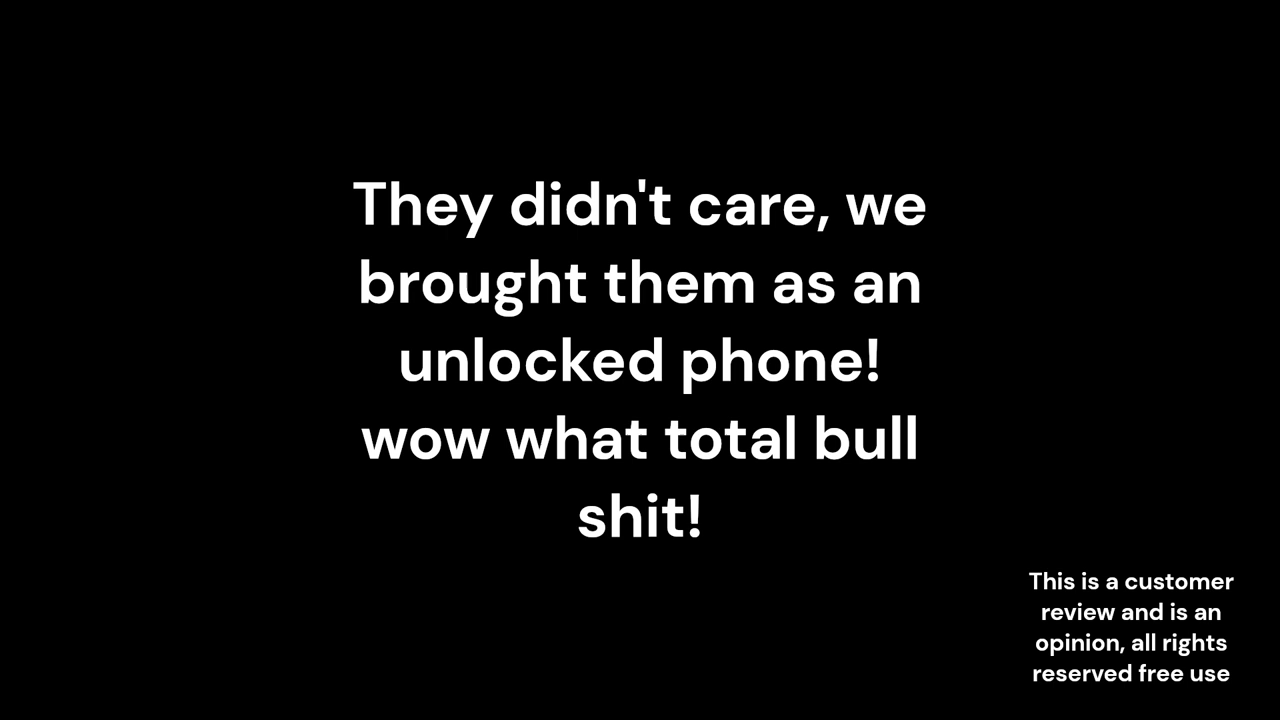 They didn't care, we
brought them as an
unlocked phone!
wow what total bull
shit!
This is a customer
review and is an
opinion, all rights
reserved free use